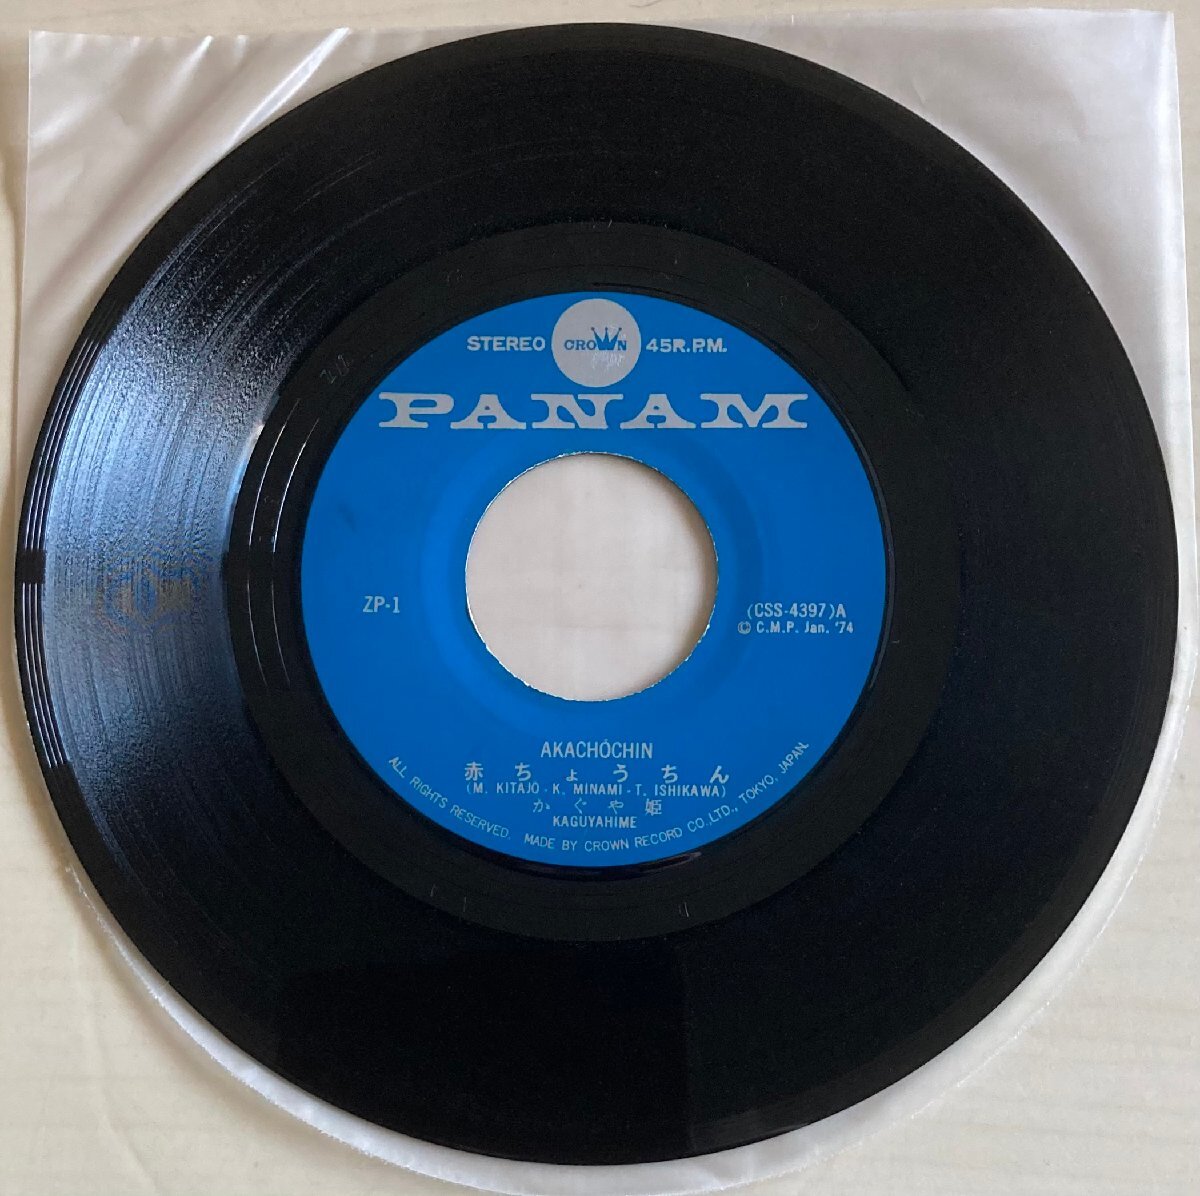 STEREO CROWN 45R.P.M.
PANAM
ZP-1
(CSS-4397)A
© C.M.P. Jan. '74
AKACHŌCHIN
赤ちょうちん
(M. KITAJO - K. MINAMI - T. ISHIKAWA)
かぐや姫
KAGUYAHIME
ALL RIGHTS RESERVED. MADE BY CROWN RECORD CO.,LTD., TOKYO, JAPAN.